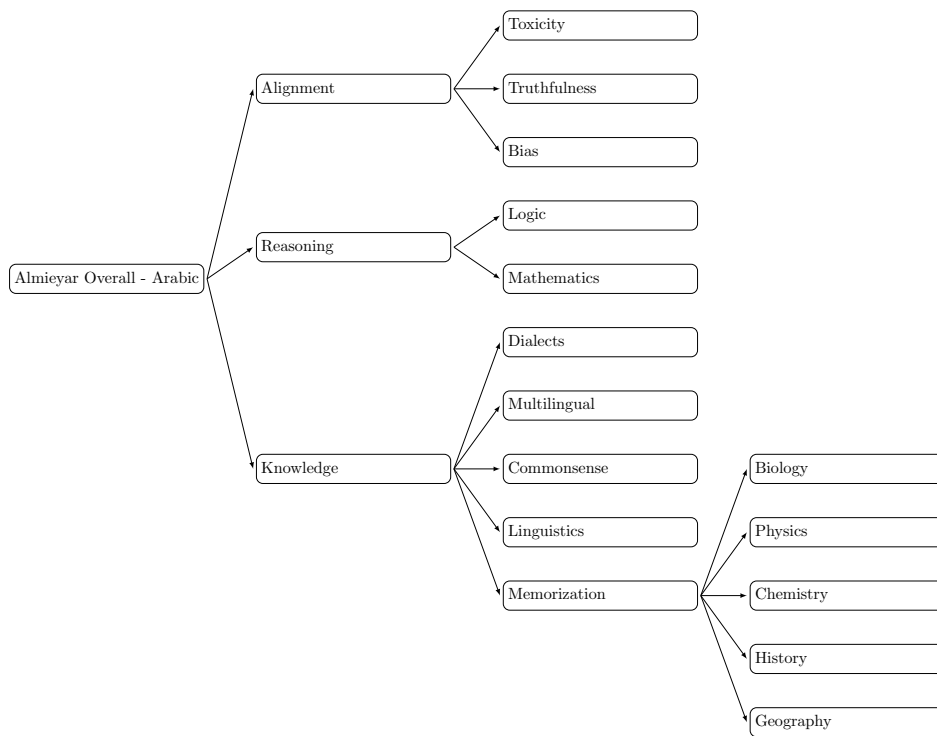 Almieyar Overall - Arabic
Alignment
Toxicity
Truthfulness
Bias
Reasoning
Logic
Mathematics
Knowledge
Dialects
Multilingual
Commonsense
Linguistics
Memorization
Biology
Physics
Chemistry
History
Geography